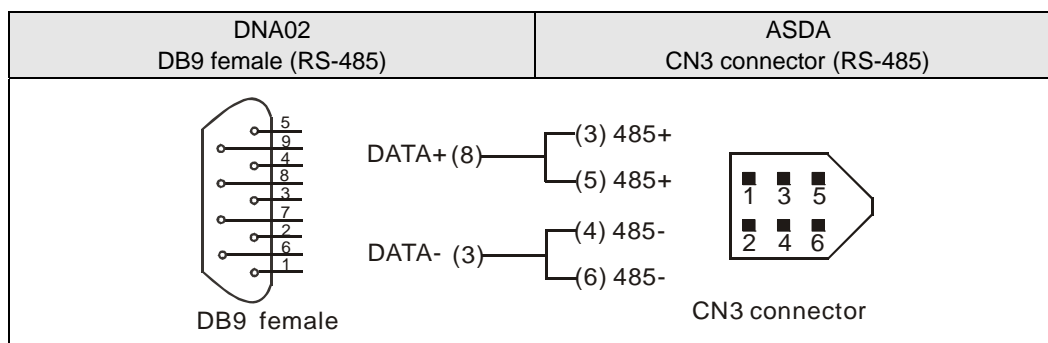 DNA02
DB9 female (RS-485)
ASDA
CN3 connector (RS-485)
5
9
4
8
3
7
2
6
1
DB9 female
DATA+ (8)
(3) 485+
(5) 485+
DATA- (3)
(4) 485-
(6) 485-
1 3 5
2 4 6
CN3 connector